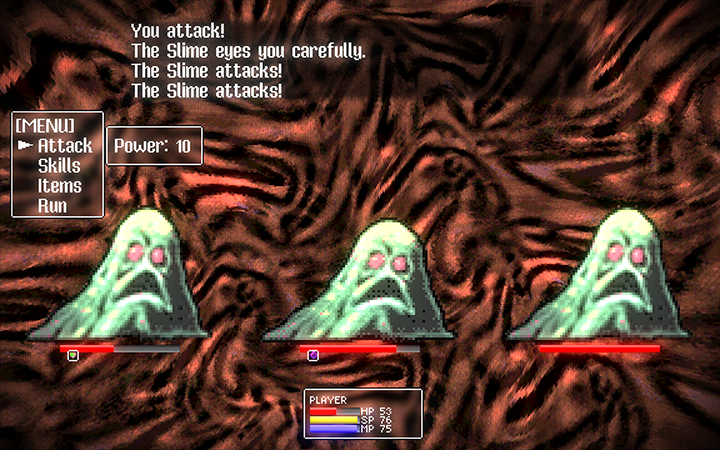 You attack!
The Slime eyes you carefully.
The Slime attacks!
The Slime attacks!
[MENU]
Attack
Skills
Items
Run
Power: 10
PLAYER
HP 53
SP 76
MP 75